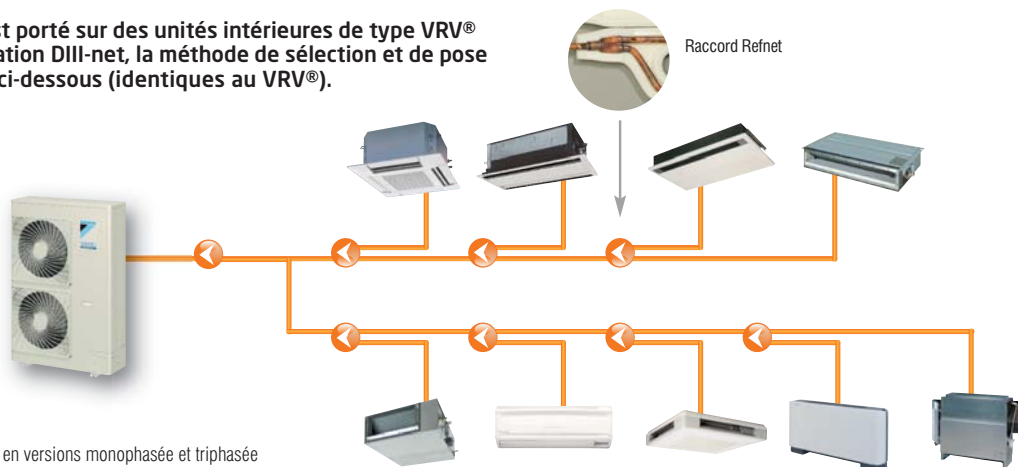 st porté sur des unités intérieures de type VRV®
ation DIII-net, la méthode de sélection et de pose
ci-dessous (identiques au VRV®).
Raccord Refnet
en versions monophasée et triphasée